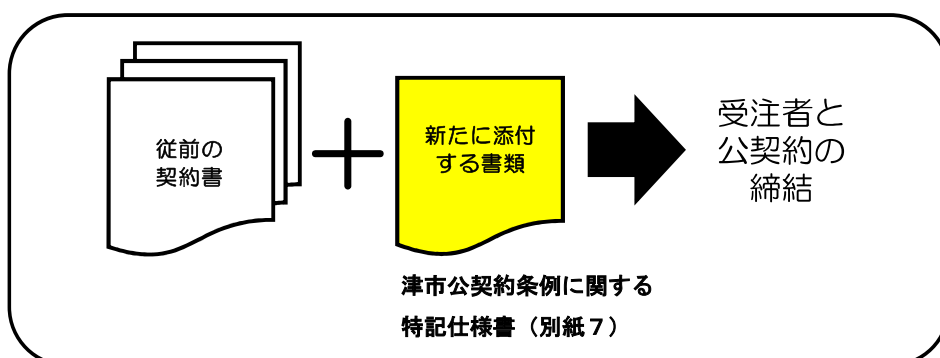 従前の
契約書
新たに添付
する書類
受注者と
公契約の
締結
津市公契約条例に関する
特記仕様書（別紙７）